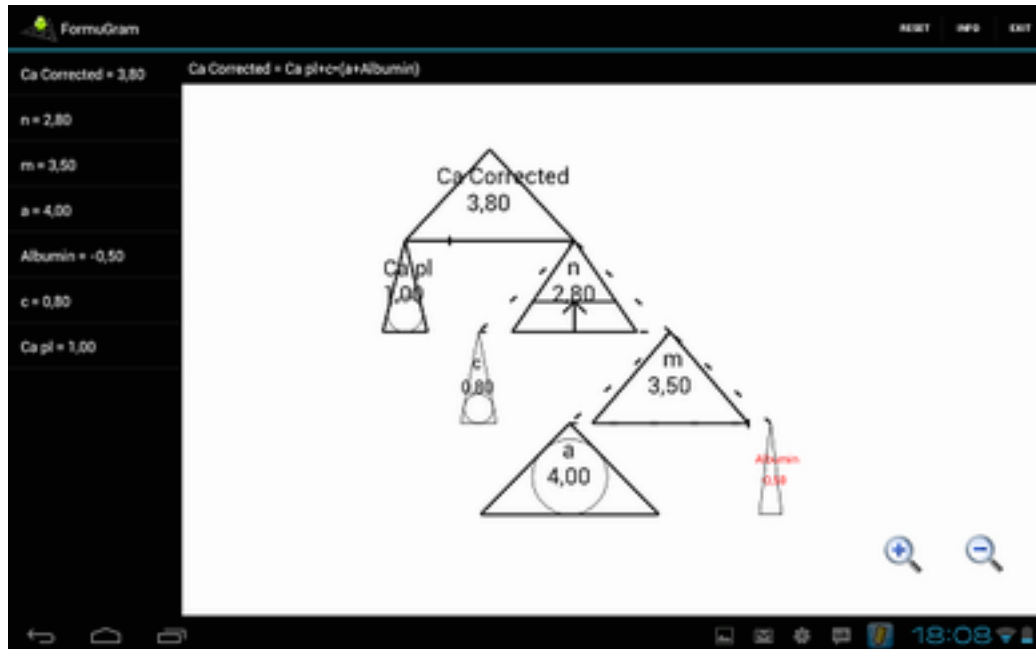 FormuGram
RESET INFO EXIT
Ca Corrected = 3,80
Ca Corrected = Ca pl+c*(a+Albumin)
n = 2,80
m = 3,50
a = 4,00
Albumin = -0,50
c = 0,80
Ca pl = 1,00
Ca Corrected
3,80
Ca pl
1,00
n
2,80
c
0,80
m
3,50
a
4,00
Albumin
18:08